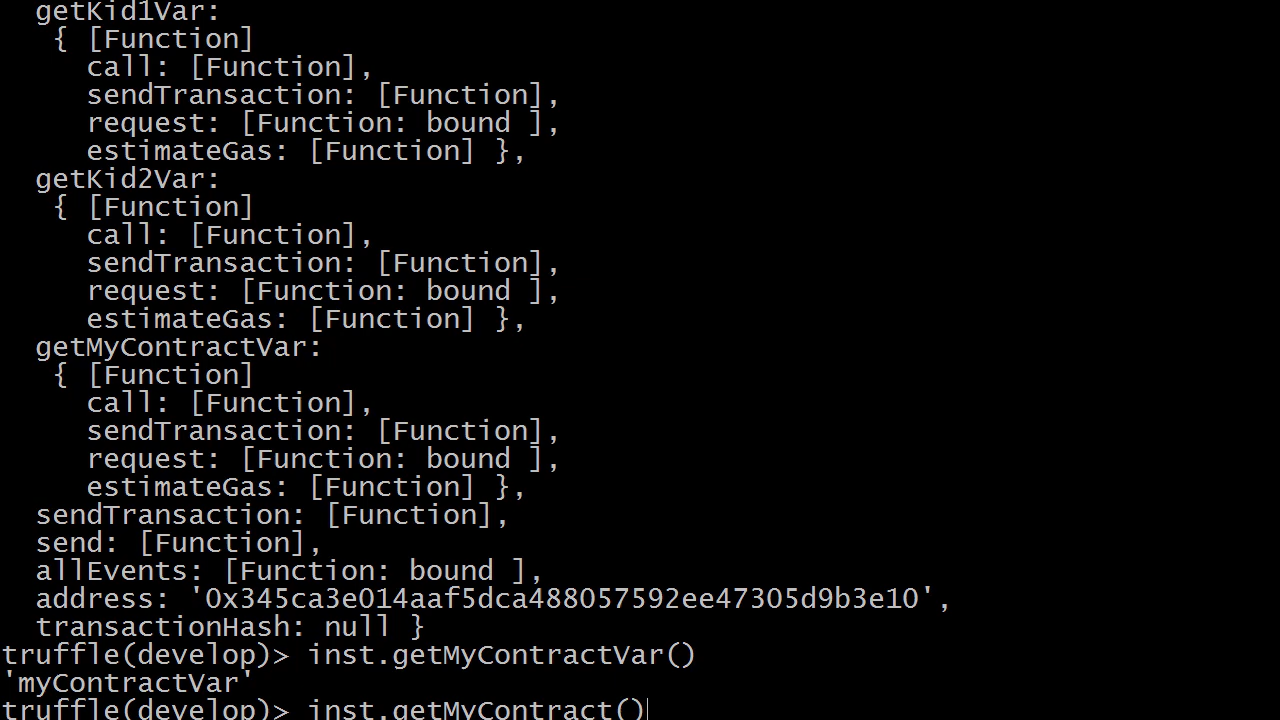 getKid1Var:
{ [Function]
call: [Function],
sendTransaction: [Function],
request: [Function: bound ],
estimateGas: [Function] },
getKid2Var:
{ [Function]
call: [Function],
sendTransaction: [Function],
request: [Function: bound ],
estimateGas: [Function] },
getMyContractVar:
{ [Function]
call: [Function],
sendTransaction: [Function],
request: [Function: bound ],
estimateGas: [Function] },
sendTransaction: [Function],
send: [Function],
allEvents: [Function: bound ],
address: '0x345ca3e014aaf5dca488057592ee47305d9b3e10',
transactionHash: null }
truffle(develop)> inst.getMyContractVar()
'myContractVar'
truffle(develop)> inst.getMyContract()